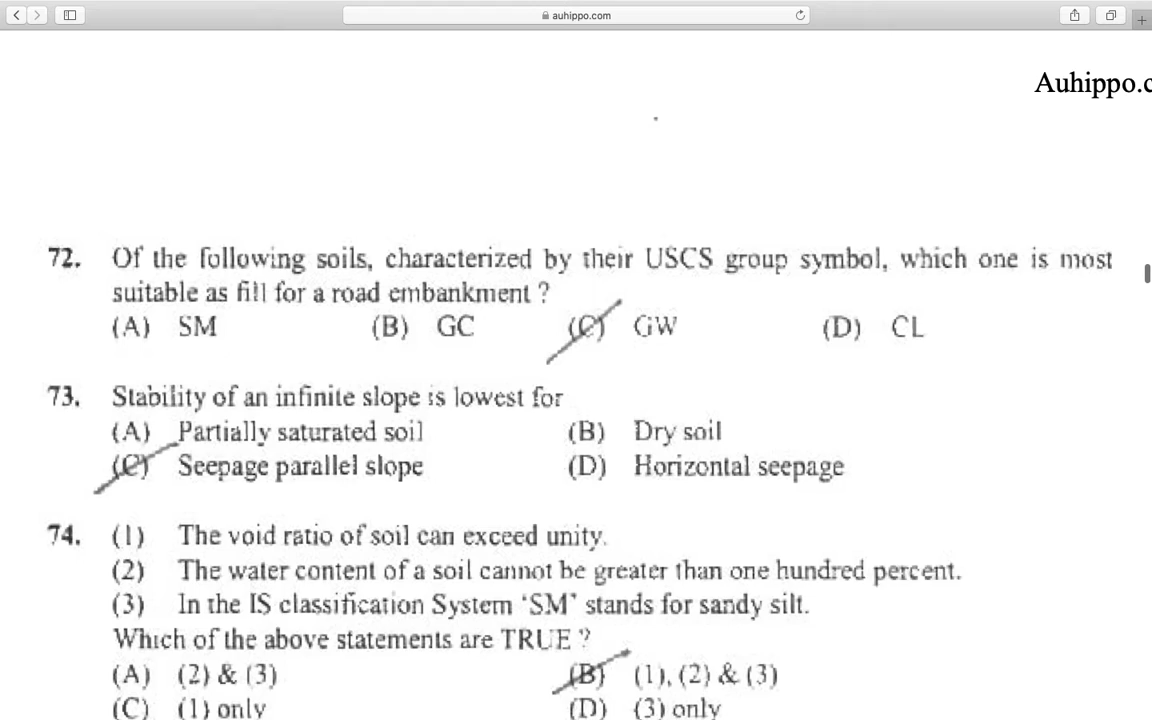 auhippo.com
Auhippo.c
72. Of the following soils, characterized by their USCS group symbol, which one is most
suitable as fill for a road embankment ?
(A) SM (B) GC (C) GW (D) CL
73. Stability of an infinite slope is lowest for
(A) Partially saturated soil (B) Dry soil
(C) Seepage parallel slope (D) Horizontal seepage
74. (1) The void ratio of soil can exceed unity.
(2) The water content of a soil cannot be greater than one hundred percent.
(3) In the IS classification System ‘SM’ stands for sandy silt.
Which of the above statements are TRUE ?
(A) (2) & (3) (B) (1), (2) & (3)
(C) (1) only (D) (3) only